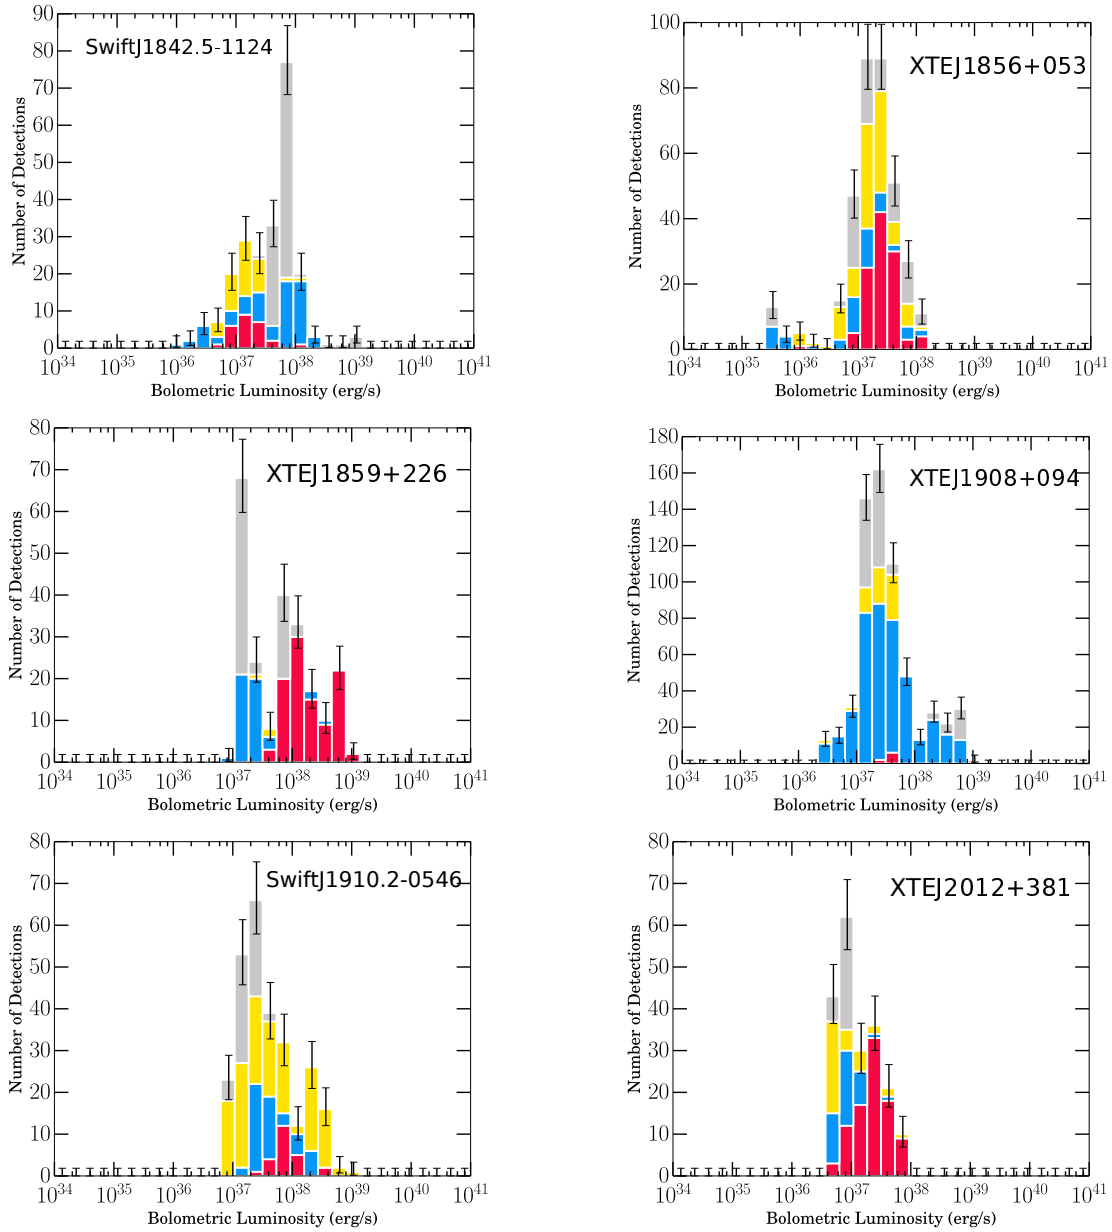 SwiftJ1842.5-1124
Number of Detections
90
80
70
60
50
40
30
20
10
0
10^34 10^35 10^36 10^37 10^38 10^39 10^40 10^41
Bolometric Luminosity (erg/s)
XTEJ1856+053
Number of Detections
100
80
60
40
20
0
10^34 10^35 10^36 10^37 10^38 10^39 10^40 10^41
Bolometric Luminosity (erg/s)
XTEJ1859+226
Number of Detections
80
70
60
50
40
30
20
10
0
10^34 10^35 10^36 10^37 10^38 10^39 10^40 10^41
Bolometric Luminosity (erg/s)
XTEJ1908+094
Number of Detections
180
160
140
120
100
80
60
40
20
0
10^34 10^35 10^36 10^37 10^38 10^39 10^40 10^41
Bolometric Luminosity (erg/s)
SwiftJ1910.2-0546
Number of Detections
80
70
60
50
40
30
20
10
0
10^34 10^35 10^36 10^37 10^38 10^39 10^40 10^41
Bolometric Luminosity (erg/s)
XTEJ2012+381
Number of Detections
80
70
60
50
40
30
20
10
0
10^34 10^35 10^36 10^37 10^38 10^39 10^40 10^41
Bolometric Luminosity (erg/s)